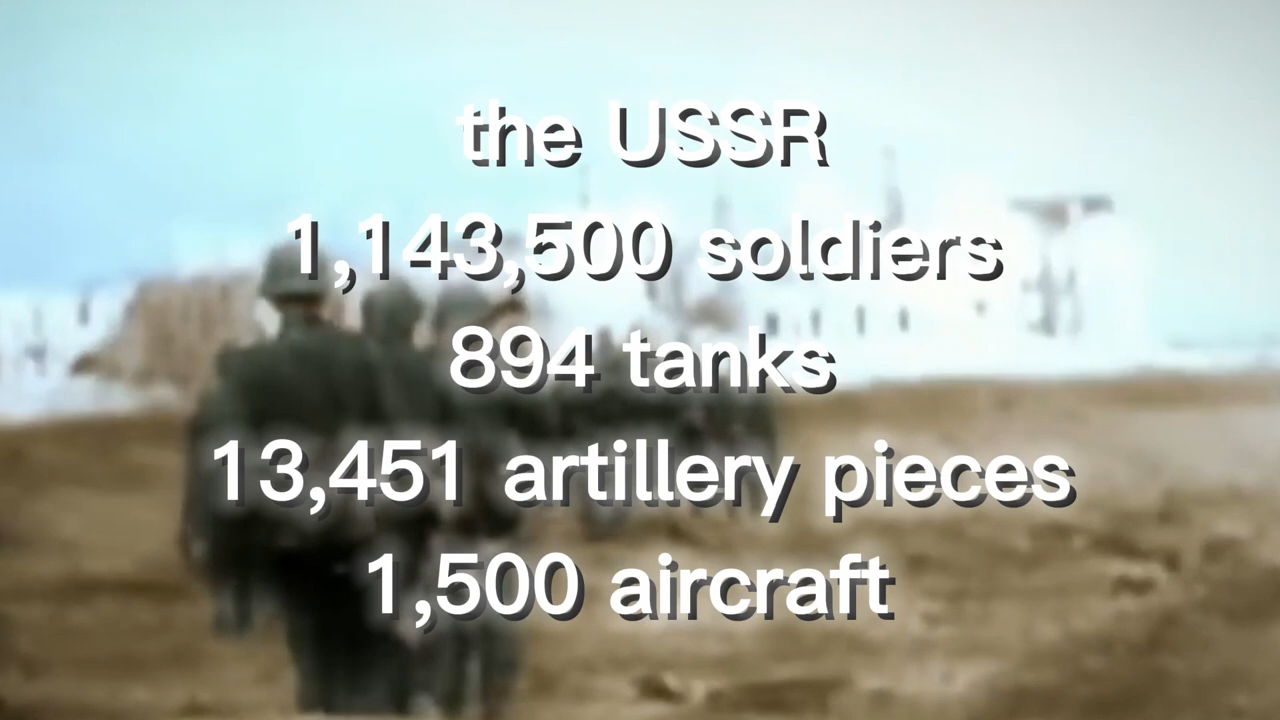 the USSR
1,143,500 soldiers
894 tanks
13,451 artillery pieces
1,500 aircraft